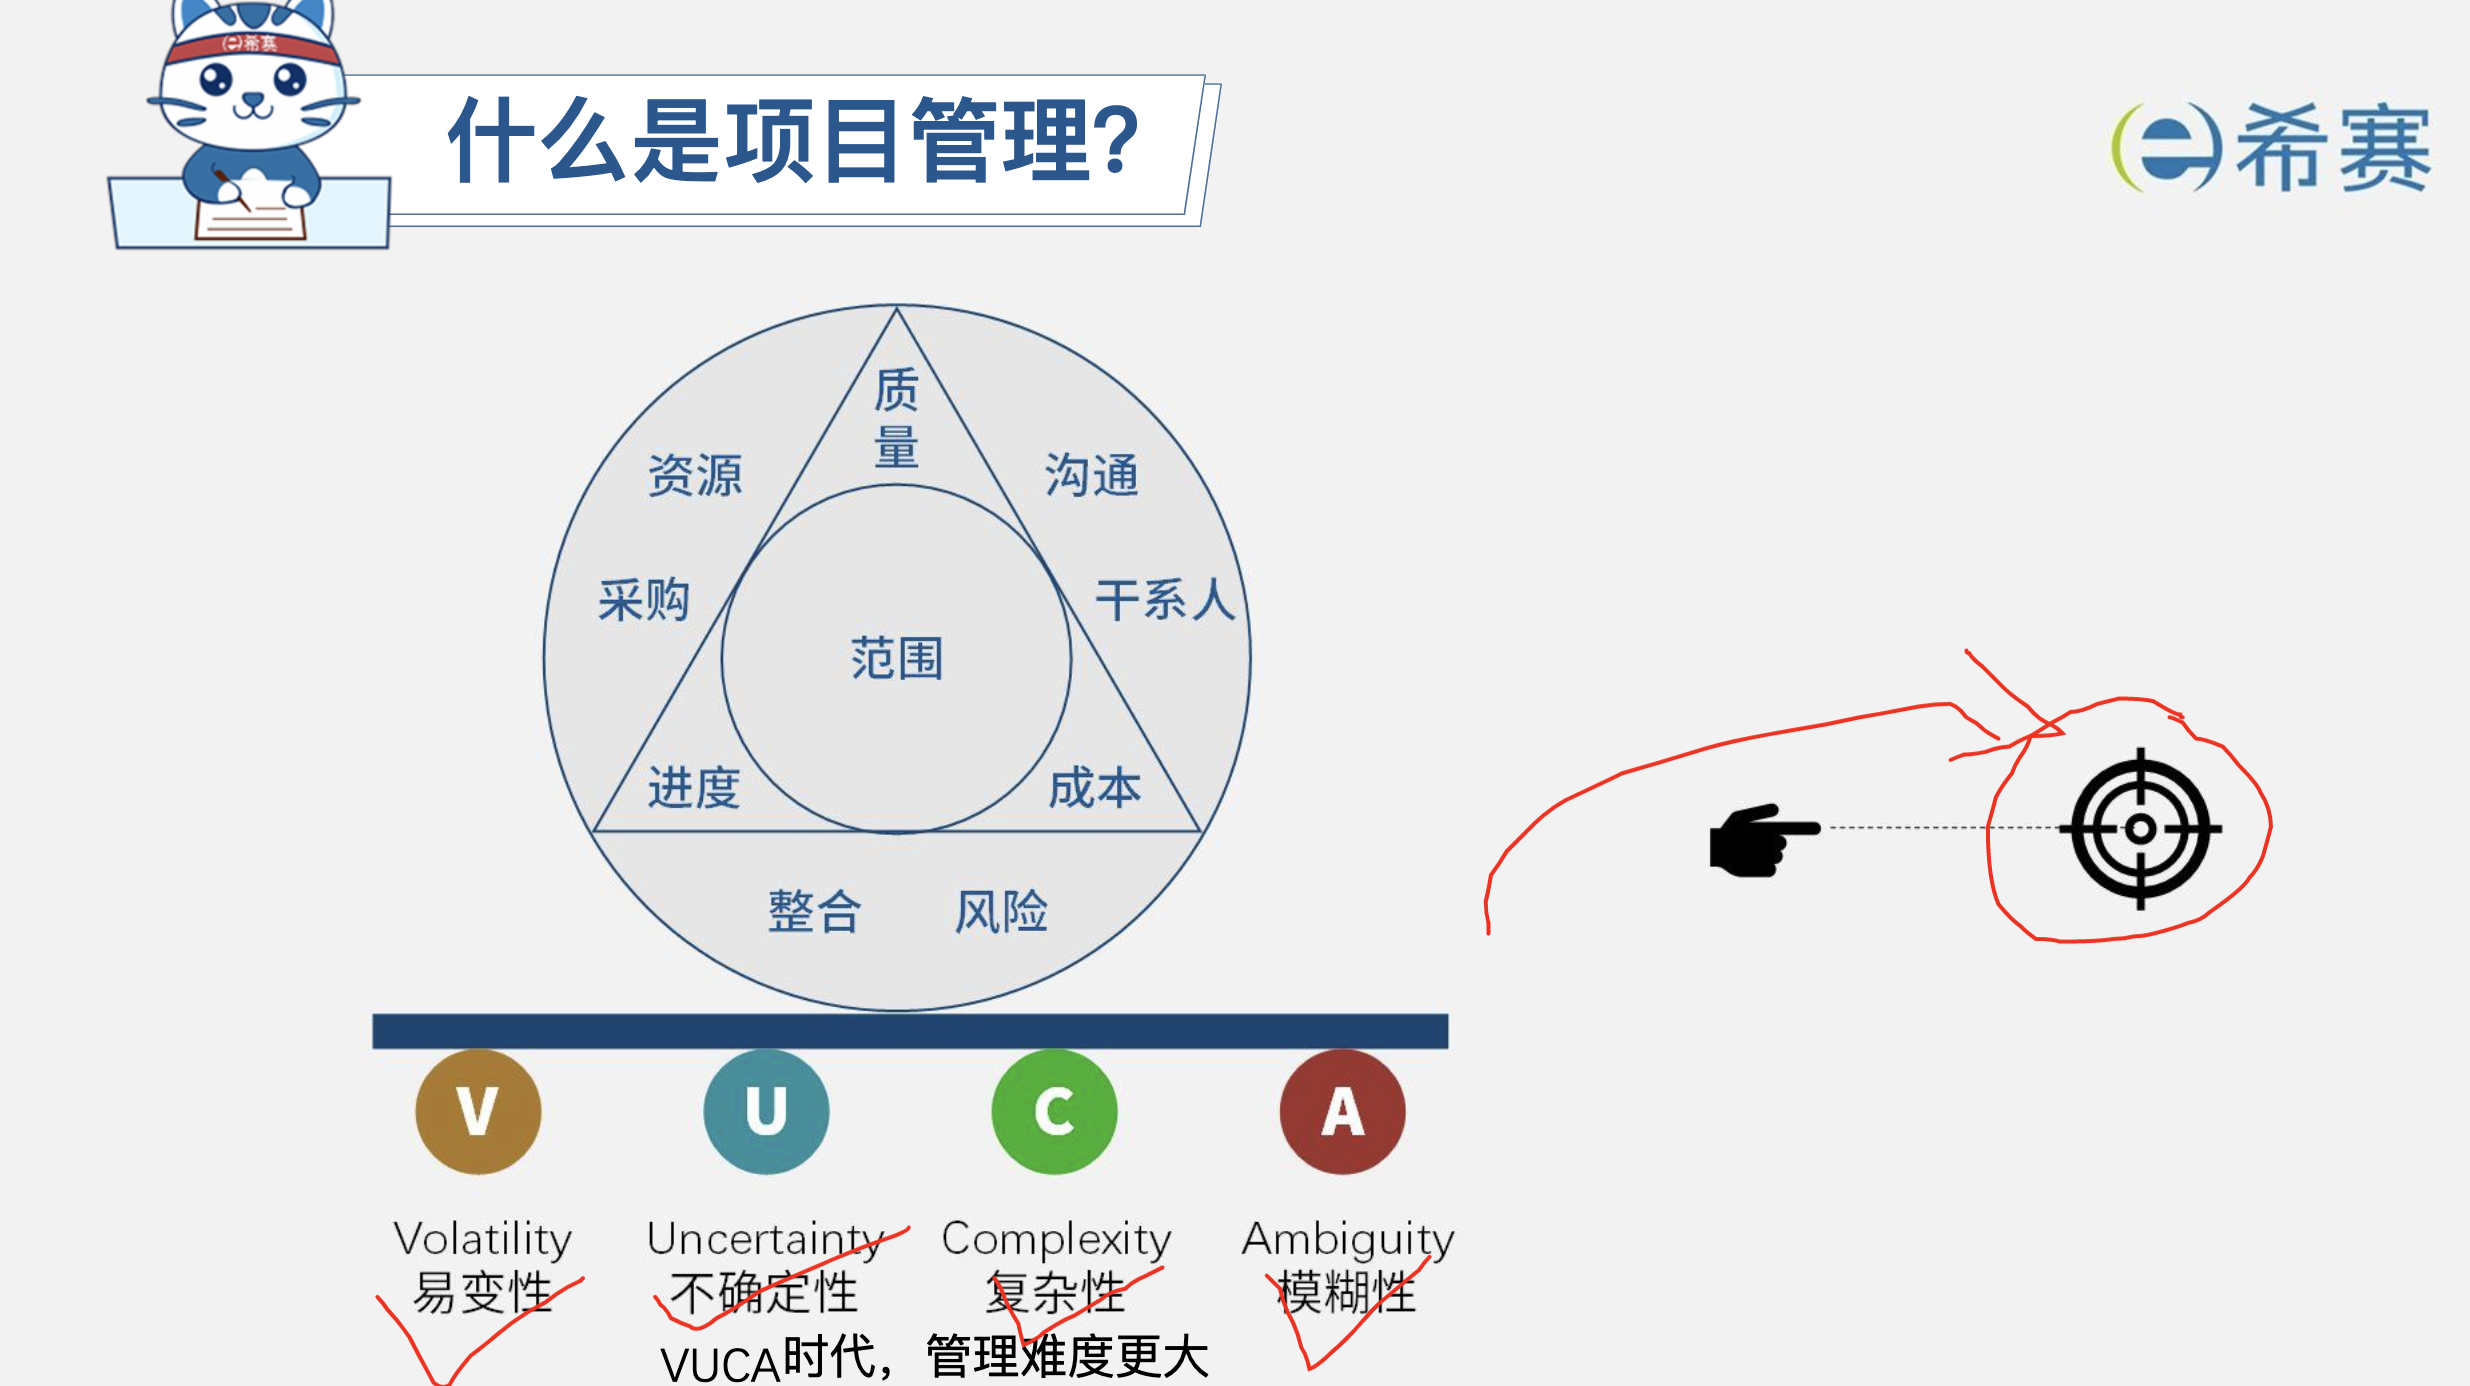 e希赛
什么是项目管理?
e希赛
质量
资源
沟通
采购
干系人
范围
进度
成本
整合
风险
V
U
C
A
Volatility
Uncertainty
Complexity
Ambiguity
易变性
不确定性
复杂性
模糊性
VUCA时代，管理难度更大